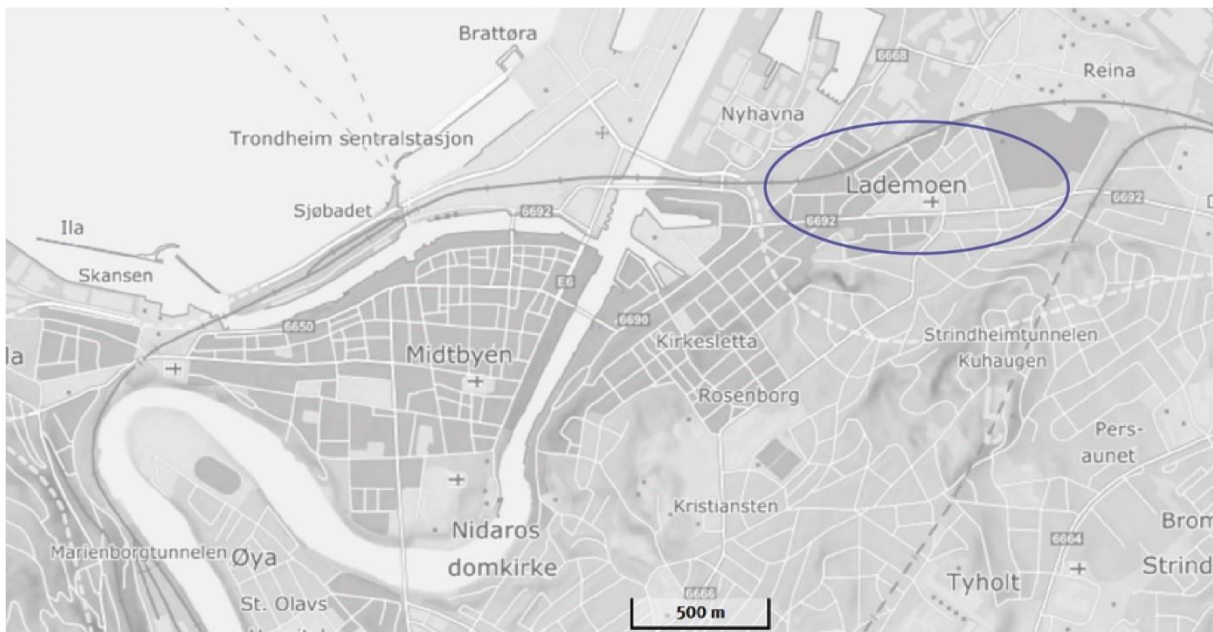 Brattøra
6668
Reina
Nyhavna
Trondheim sentralstasjon
Lademoen
Sjøbadet
6692
6692
6692
Ila
Skansen
E6
6650
6690
Kirkesletta
Strindheimtunnelen
Kuhaugen
la
Midtbyen
Rosenborg
Pers-
aunet
Kristiansten
Nidaros
domkirke
Brom
Marienborgtunnelen
Øya
6664
Tyholt
Strind
St. Olavs
6666
500 m